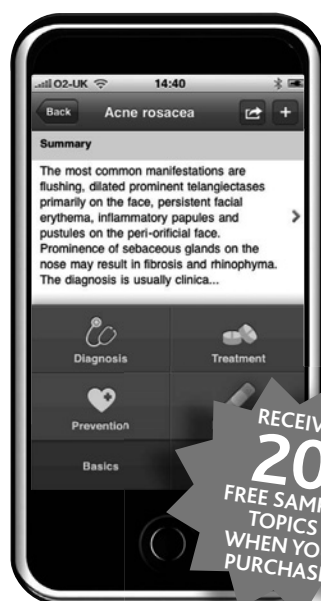 O2-UK 14:40
Back Acne rosacea +
Summary
The most common manifestations are
flushing, dilated prominent telangiectases
primarily on the face, persistent facial
erythema, inflammatory papules and
pustules on the peri-orificial face.
Prominence of sebaceous glands on the
nose may result in fibrosis and rhinophyma.
The diagnosis is usually clinica...
Diagnosis Treatment
Prevention
Basics
RECEIV
20
FREE SAM
TOPICS
WHEN YO
PURCHAS